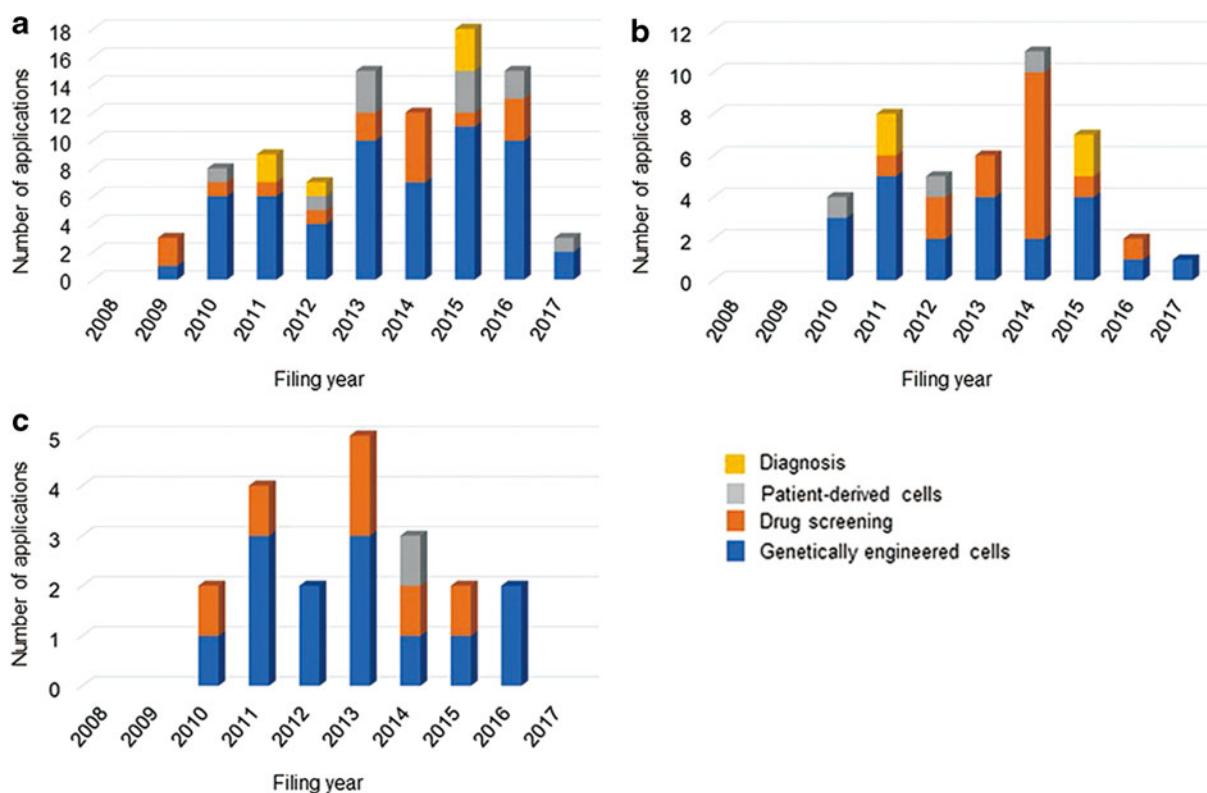 a
Number of applications
18
16
14
12
10
8
6
4
2
0
2008 2009 2010 2011 2012 2013 2014 2015 2016 2017
Filing year
b
Number of applications
12
10
8
6
4
2
0
2008 2009 2010 2011 2012 2013 2014 2015 2016 2017
Filing year
c
Number of applications
5
4
3
2
1
0
2008 2009 2010 2011 2012 2013 2014 2015 2016 2017
Filing year
Diagnosis
Patient-derived cells
Drug screening
Genetically engineered cells